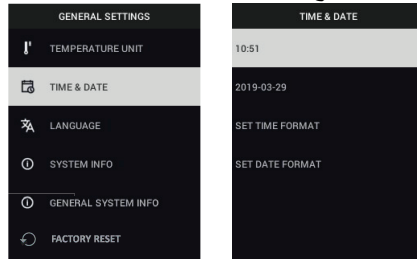 GENERAL SETTINGS
TEMPERATURE UNIT
TIME & DATE
LANGUAGE
SYSTEM INFO
GENERAL SYSTEM INFO
FACTORY RESET
TIME & DATE
10:51
2019-03-29
SET TIME FORMAT
SET DATE FORMAT